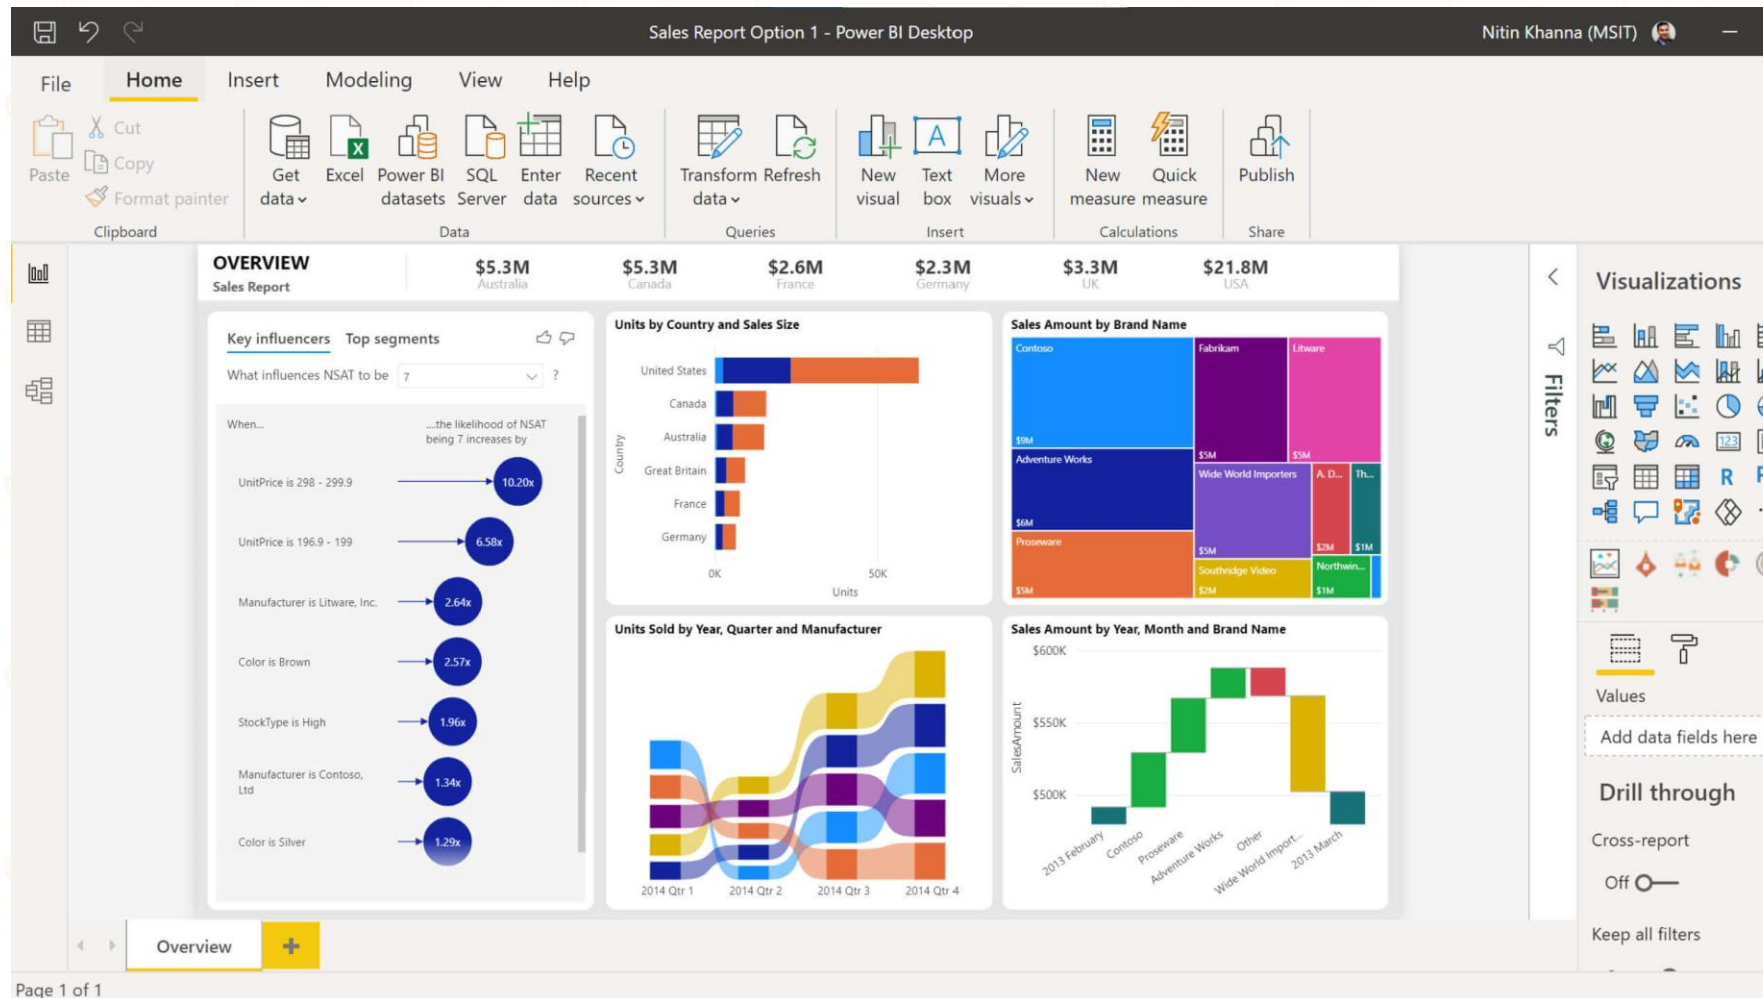 Sales Report Option 1 - Power BI Desktop
Nitin Khanna (MSIT)
File
Home
Insert
Modeling
View
Help
Paste
Cut
Copy
Format painter
Clipboard
Get data
Excel
Power BI datasets
SQL Server
Enter data
Recent sources
Data
Transform data
Refresh
Queries
New visual
Text box
More visuals
Insert
New measure
Quick measure
Calculations
Publish
Share
OVERVIEW
Sales Report
$5.3M
Australia
$5.3M
Canada
$2.6M
France
$2.3M
Germany
$3.3M
UK
$21.8M
USA
Key influencers
Top segments
What influences NSAT to be
7
?
When...
....the likelihood of NSAT
being 7 increases by
UnitPrice is 298 - 299.9
10.20x
UnitPrice is 196.9 - 199
6.58x
Manufacturer is Litware, Inc.
2.64x
Color is Brown
2.57x
StockType is High
1.96x
Manufacturer is Contoso,
Ltd
1.34x
Color is Silver
1.29x
Units by Country and Sales Size
Country
United States
Canada
Australia
Great Britain
France
Germany
0K
50K
Units
Sales Amount by Brand Name
Contoso
$9M
Adventure Works
$6M
Proseware
$5M
Fabrikam
$5M
Litware
$5M
Wide World Importers
$5M
A. D...
$2M
Th...
$1M
Southridge Video
$2M
Northwin...
$1M
Units Sold by Year, Quarter and Manufacturer
2014 Qtr 1
2014 Qtr 2
2014 Qtr 3
2014 Qtr 4
Sales Amount by Year, Month and Brand Name
SalesAmount
$600K
$550K
$500K
2013 February
Contoso
Proseware
Adventure Works
Other
Wide World Import...
2013 March
Filters
Visualizations
123
R
Values
Add data fields here
Drill through
Cross-report
Off
Keep all filters
Overview
Page 1 of 1